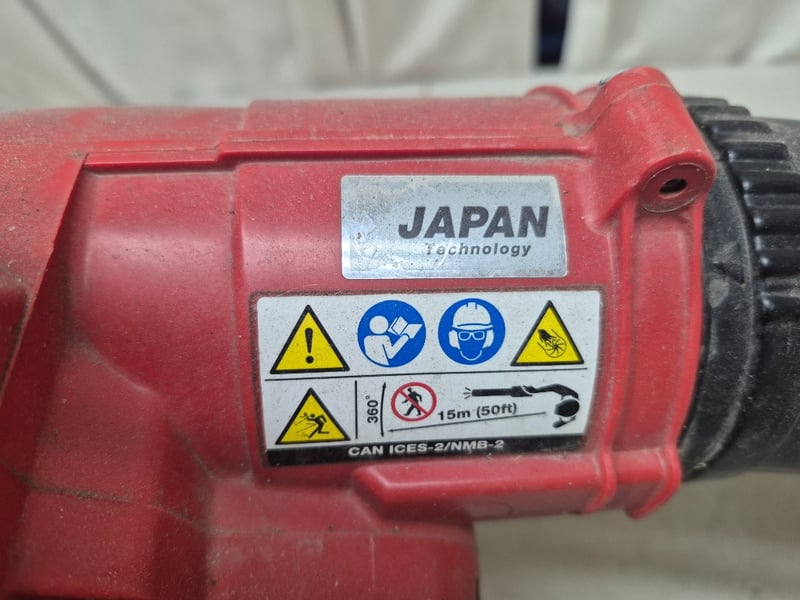 JAPAN
Technology
360°
15m (50ft)
CAN ICES-2/NMB-2